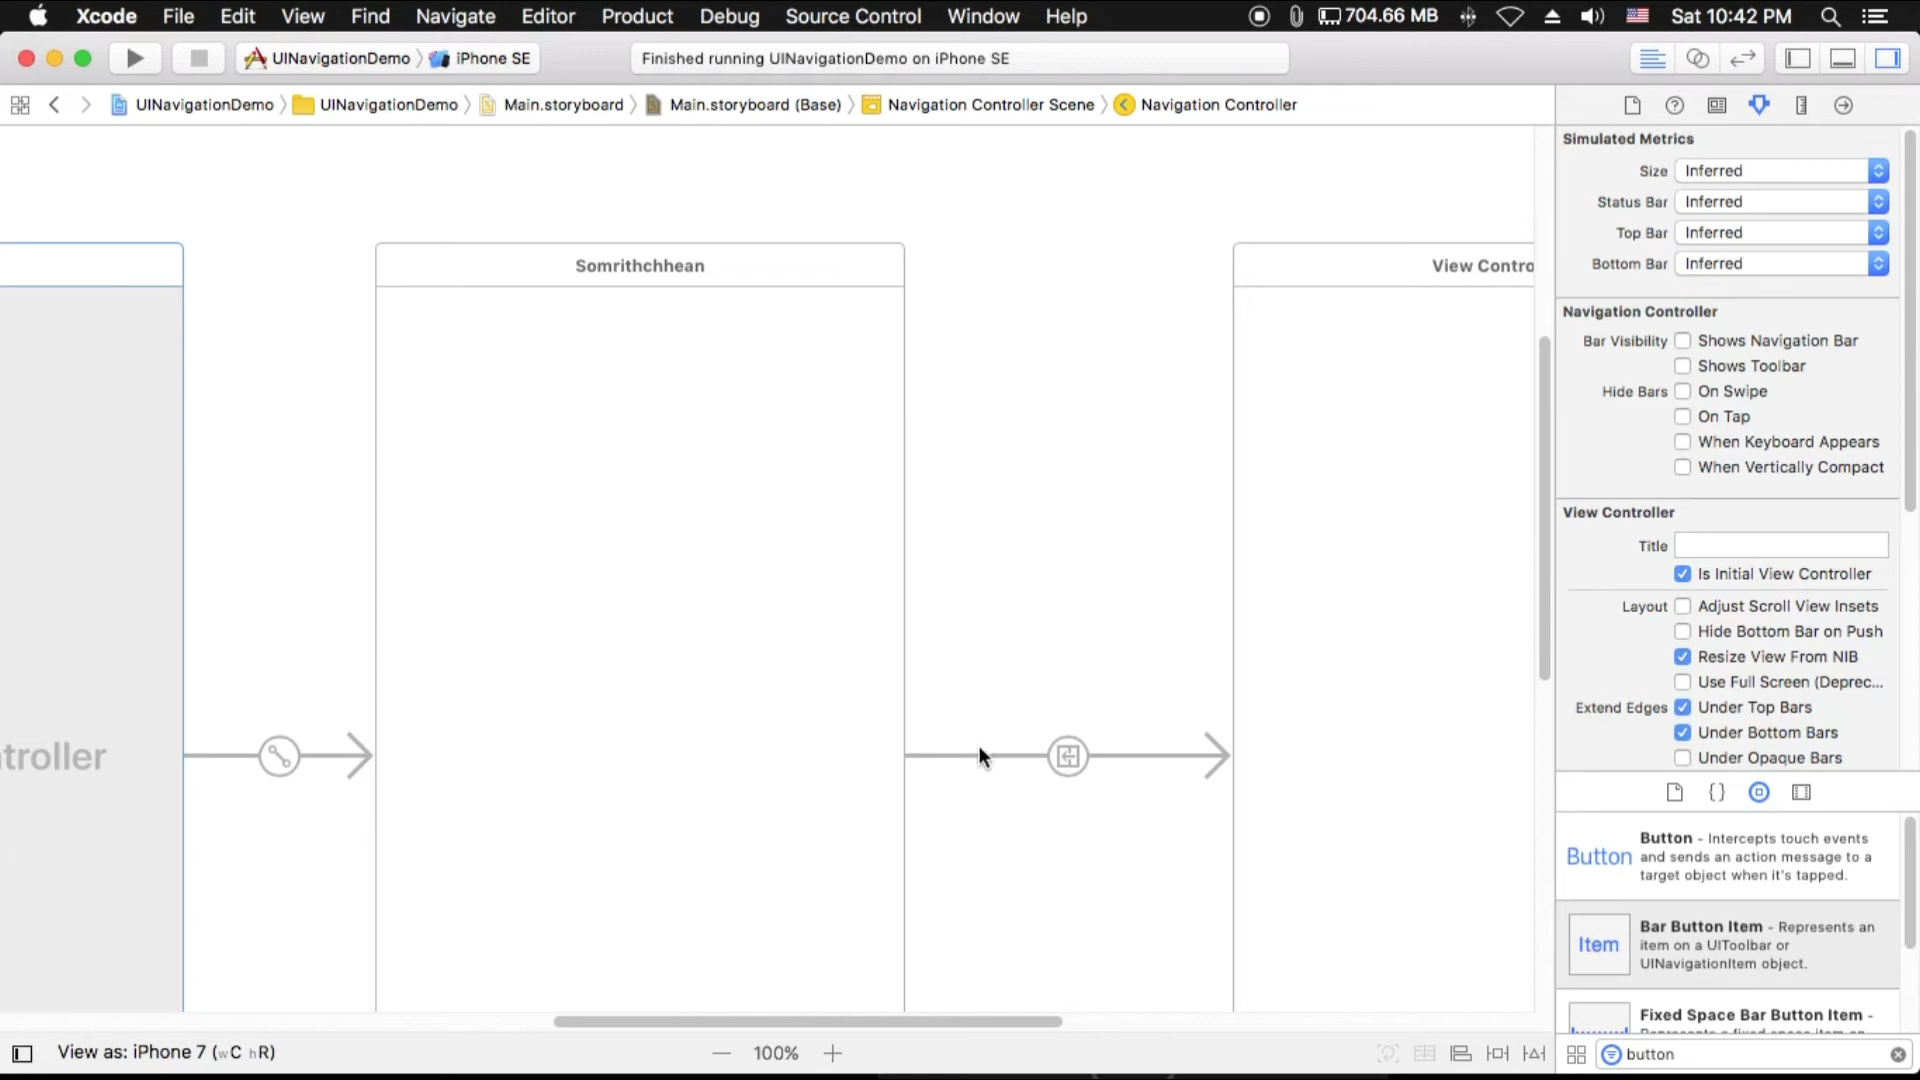 Xcode File Edit View Find Navigate Editor Product Debug Source Control Window Help 704.66 MB Sat 10:42 PM
UINavigationDemo iPhone SE Finished running UINavigationDemo on iPhone SE
UINavigationDemo UINavigationDemo Main.storyboard Main.storyboard (Base) Navigation Controller Scene Navigation Controller
Somrithchhean
View Contro
troller
Simulated Metrics
Size Inferred
Status Bar Inferred
Top Bar Inferred
Bottom Bar Inferred
Navigation Controller
Bar Visibility Shows Navigation Bar
Shows Toolbar
Hide Bars On Swipe
On Tap
When Keyboard Appears
When Vertically Compact
View Controller
Title
Is Initial View Controller
Layout Adjust Scroll View Insets
Hide Bottom Bar on Push
Resize View From NIB
Use Full Screen (Deprec...
Extend Edges Under Top Bars
Under Bottom Bars
Under Opaque Bars
{}
Button
Button - Intercepts touch events
and sends an action message to a
target object when it's tapped.
Item
Bar Button Item - Represents an
item on a UIToolbar or
UINavigationItem object.
Fixed Space Bar Button Item -
View as: iPhone 7 (wC hR) 100% button